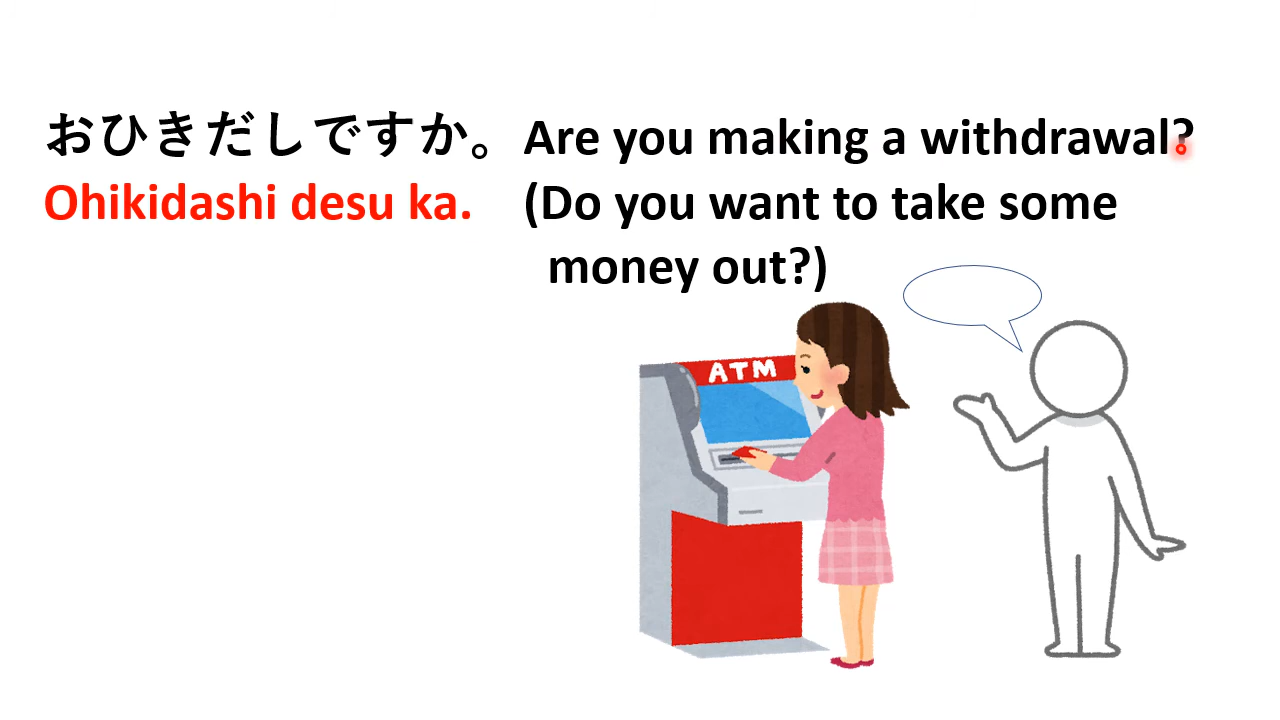 おひきだしですか。 Are you making a withdrawal?
Ohikidashi desu ka. (Do you want to take some
money out?)
ATM